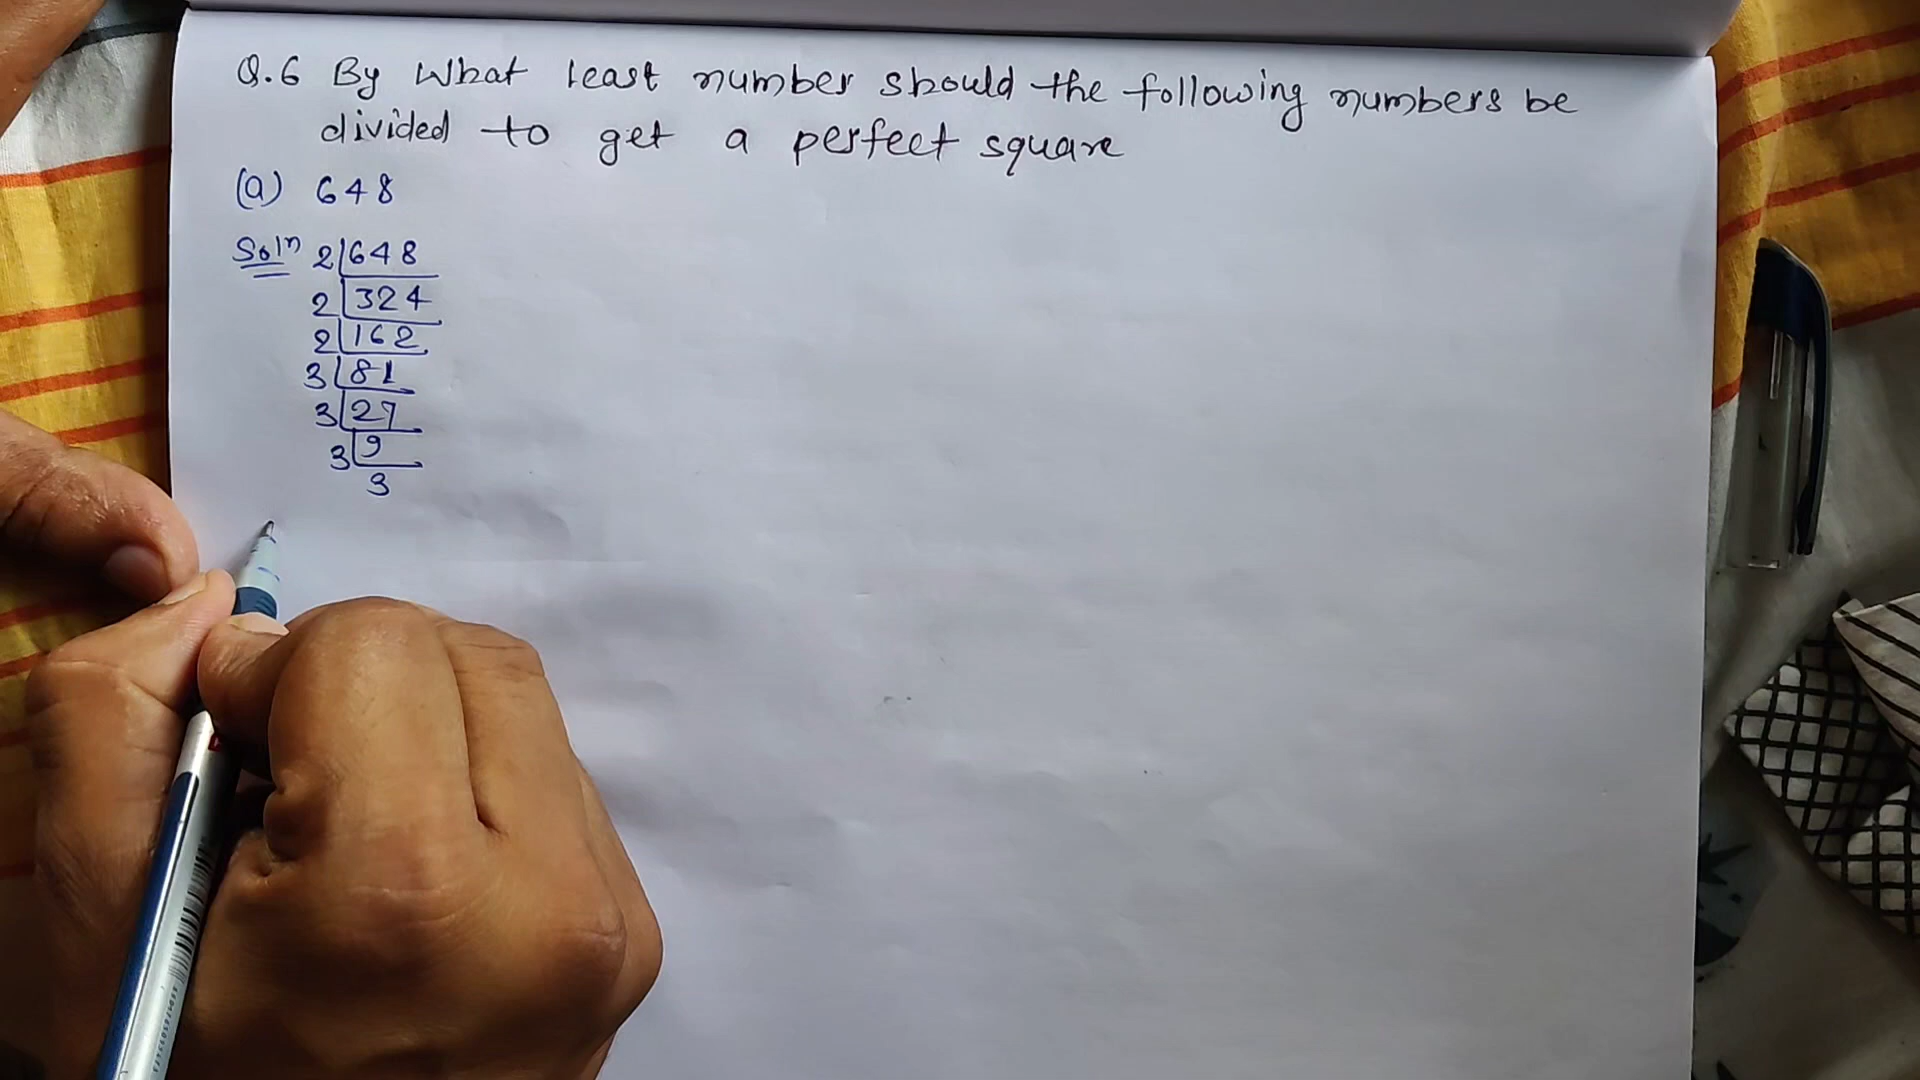 Q.6 By What least number should the following numbers be
divided to get a perfect square
(a) 648
Soln 2|648
2|324
2|162
3|81
3|27
3|9
3